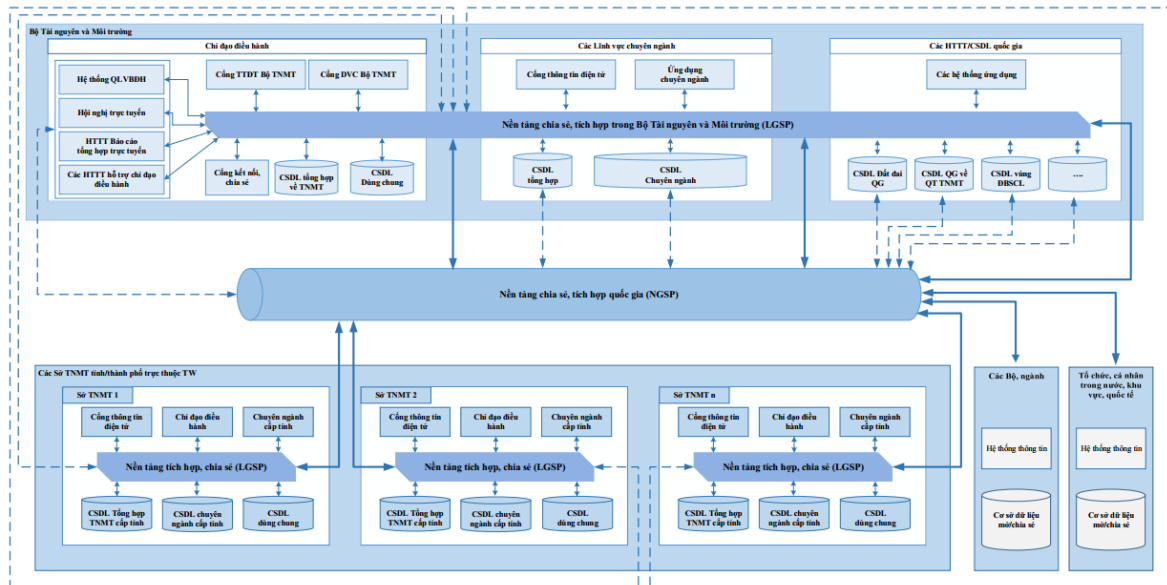 Bộ Tài nguyên và Môi trường
Chỉ đạo điều hành
Hệ thống QLVBĐH
Hội nghị trực tuyến
HTTT Báo cáo
tổng hợp trực tuyến
Các HTTT hỗ trợ chỉ đạo
điều hành
Cổng TTĐT Bộ TNMT
Cổng DVC Bộ TNMT
Các Lĩnh vực chuyên ngành
Cổng thông tin điện tử
Ứng dụng
chuyên ngành
Các HTTT/CSDL quốc gia
Các hệ thống ứng dụng
Nền tảng chia sẻ, tích hợp trong Bộ Tài nguyên và Môi trường (LGSP)
Cổng kết nối,
chia sẻ
CSDL tổng hợp
về TNMT
CSDL
Dùng chung
CSDL
tổng hợp
CSDL
Chuyên ngành
CSDL Đất đai
QG
CSDL QG về
QT TNMT
CSDL vùng
ĐBSCL
….
Nền tảng chia sẻ, tích hợp quốc gia (NGSP)
Các Sở TNMT tỉnh/thành phố trực thuộc TW
Sở TNMT 1
Cổng thông tin
điện tử
Chỉ đạo điều
hành
Chuyên ngành
cấp tỉnh
Nền tảng tích hợp, chia sẻ (LGSP)
CSDL Tổng hợp
TNMT cấp tỉnh
CSDL chuyên
ngành cấp tỉnh
CSDL
dùng chung
Sở TNMT 2
Cổng thông tin
điện tử
Chỉ đạo điều
hành
Chuyên ngành
cấp tỉnh
Nền tảng tích hợp, chia sẻ (LGSP)
CSDL Tổng hợp
TNMT cấp tỉnh
CSDL chuyên
ngành cấp tỉnh
CSDL
dùng chung
Sở TNMT n
Cổng thông tin
điện tử
Chỉ đạo điều
hành
Chuyên ngành
cấp tỉnh
Nền tảng tích hợp, chia sẻ (LGSP)
CSDL Tổng hợp
TNMT cấp tỉnh
CSDL chuyên
ngành cấp tỉnh
CSDL
dùng chung
Các Bộ, ngành
Hệ thống thông tin
Cơ sở dữ liệu
mở/chia sẻ
Tổ chức, cá nhân
trong nước, khu
vực, quốc tế
Hệ thống thông tin
Cơ sở dữ liệu
mở/chia sẻ